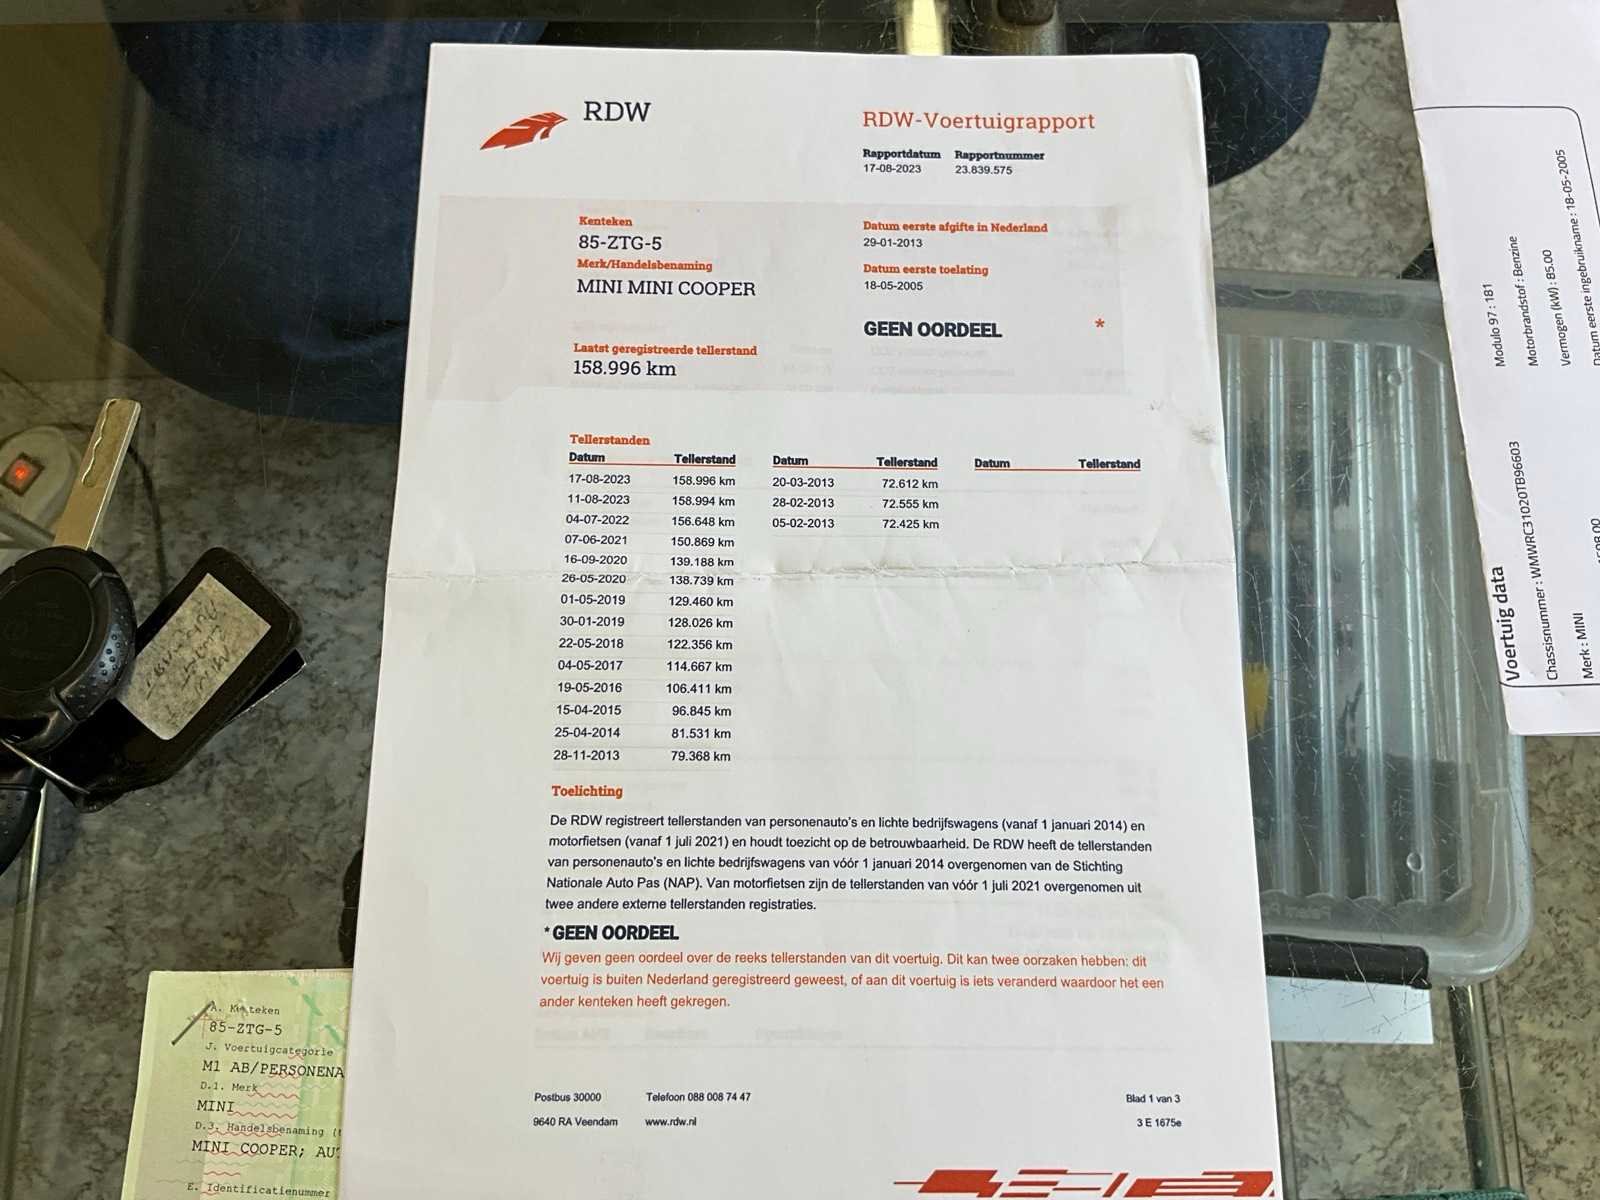 RDW
RDW-Voertuigrapport
Rapportdatum Rapportnummer
17-08-2023 23.839.575
Kenteken
85-ZTG-5
Merk/Handelsbenaming
MINI MINI COOPER
Laatst geregistreerde tellerstand
158.996 km
Datum eerste afgifte in Nederland
29-01-2013
Datum eerste toelating
18-05-2005
GEEN OORDEEL *
Tellerstanden
Datum Tellerstand
17-08-2023 158.996 km
11-08-2023 158.994 km
04-07-2022 156.648 km
07-06-2021 150.869 km
16-09-2020 139.188 km
26-05-2020 138.739 km
01-05-2019 129.460 km
30-01-2019 128.026 km
22-05-2018 122.356 km
04-05-2017 114.667 km
19-05-2016 106.411 km
15-04-2015 96.845 km
25-04-2014 81.531 km
28-11-2013 79.368 km
Datum Tellerstand
20-03-2013 72.612 km
28-02-2013 72.555 km
05-02-2013 72.425 km
Datum Tellerstand
Toelichting
De RDW registreert tellerstanden van personenauto's en lichte bedrijfswagens (vanaf 1 januari 2014) en
motorfietsen (vanaf 1 juli 2021) en houdt toezicht op de betrouwbaarheid. De RDW heeft de tellerstanden
van personenauto's en lichte bedrijfswagens van vóór 1 januari 2014 overgenomen van de Stichting
Nationale Auto Pas (NAP). Van motorfietsen zijn de tellerstanden van vóór 1 juli 2021 overgenomen uit
twee andere externe tellerstanden registraties.
* GEEN OORDEEL
Wij geven geen oordeel over de reeks tellerstanden van dit voertuig. Dit kan twee oorzaken hebben: dit
voertuig is buiten Nederland geregistreerd geweest, of aan dit voertuig is iets veranderd waardoor het een
ander kenteken heeft gekregen.
Postbus 30000 Telefoon 088 008 74 47
9640 RA Veendam www.rdw.nl
Blad 1 van 3
3 E 1675e
A. Kenteken
85-ZTG-5
J. Voertuigcategorie
M1 AB/PERSONENA
D.1. Merk
MINI
D.3. Handelsbenaming
MINI COOPER; AU
E. Identificatienummer
Voertuig data
Chassisnummer : WMWRC31020TB96603
Merk : MINI
Modulo 97 : 181
Motorbrandstof : Benzine
Vermogen (kW) : 85.00
Datum eerste ingebruikname : 18-05-2005